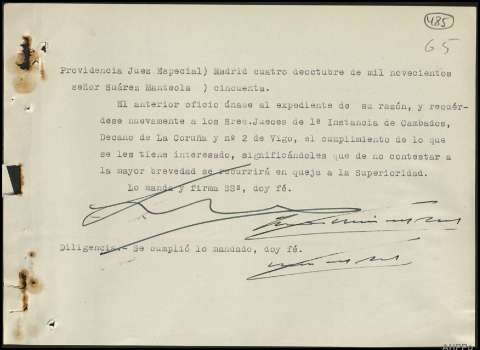 485
65
Providencia Juez Especial) Madrid cuatro deoctubre de mil novecientos
señor Suárez Manteola ) cincuenta.
El anterior oficio únase al expediente de su razón, y recuér-
dese nuevamente a los Sres.Jueces de 1ª Instancia de Cambados,
Decano de La Coruña y nº 2 de Vigo, el cumplimiento de lo que
se les tiene interesado, significándoles que de no contestar a
la mayor brevedad se recurrirá en queja a la Superioridad.
Lo manda y firma SSª, doy fé.
Diligencia.- Se cumplió lo mandado, doy fé.